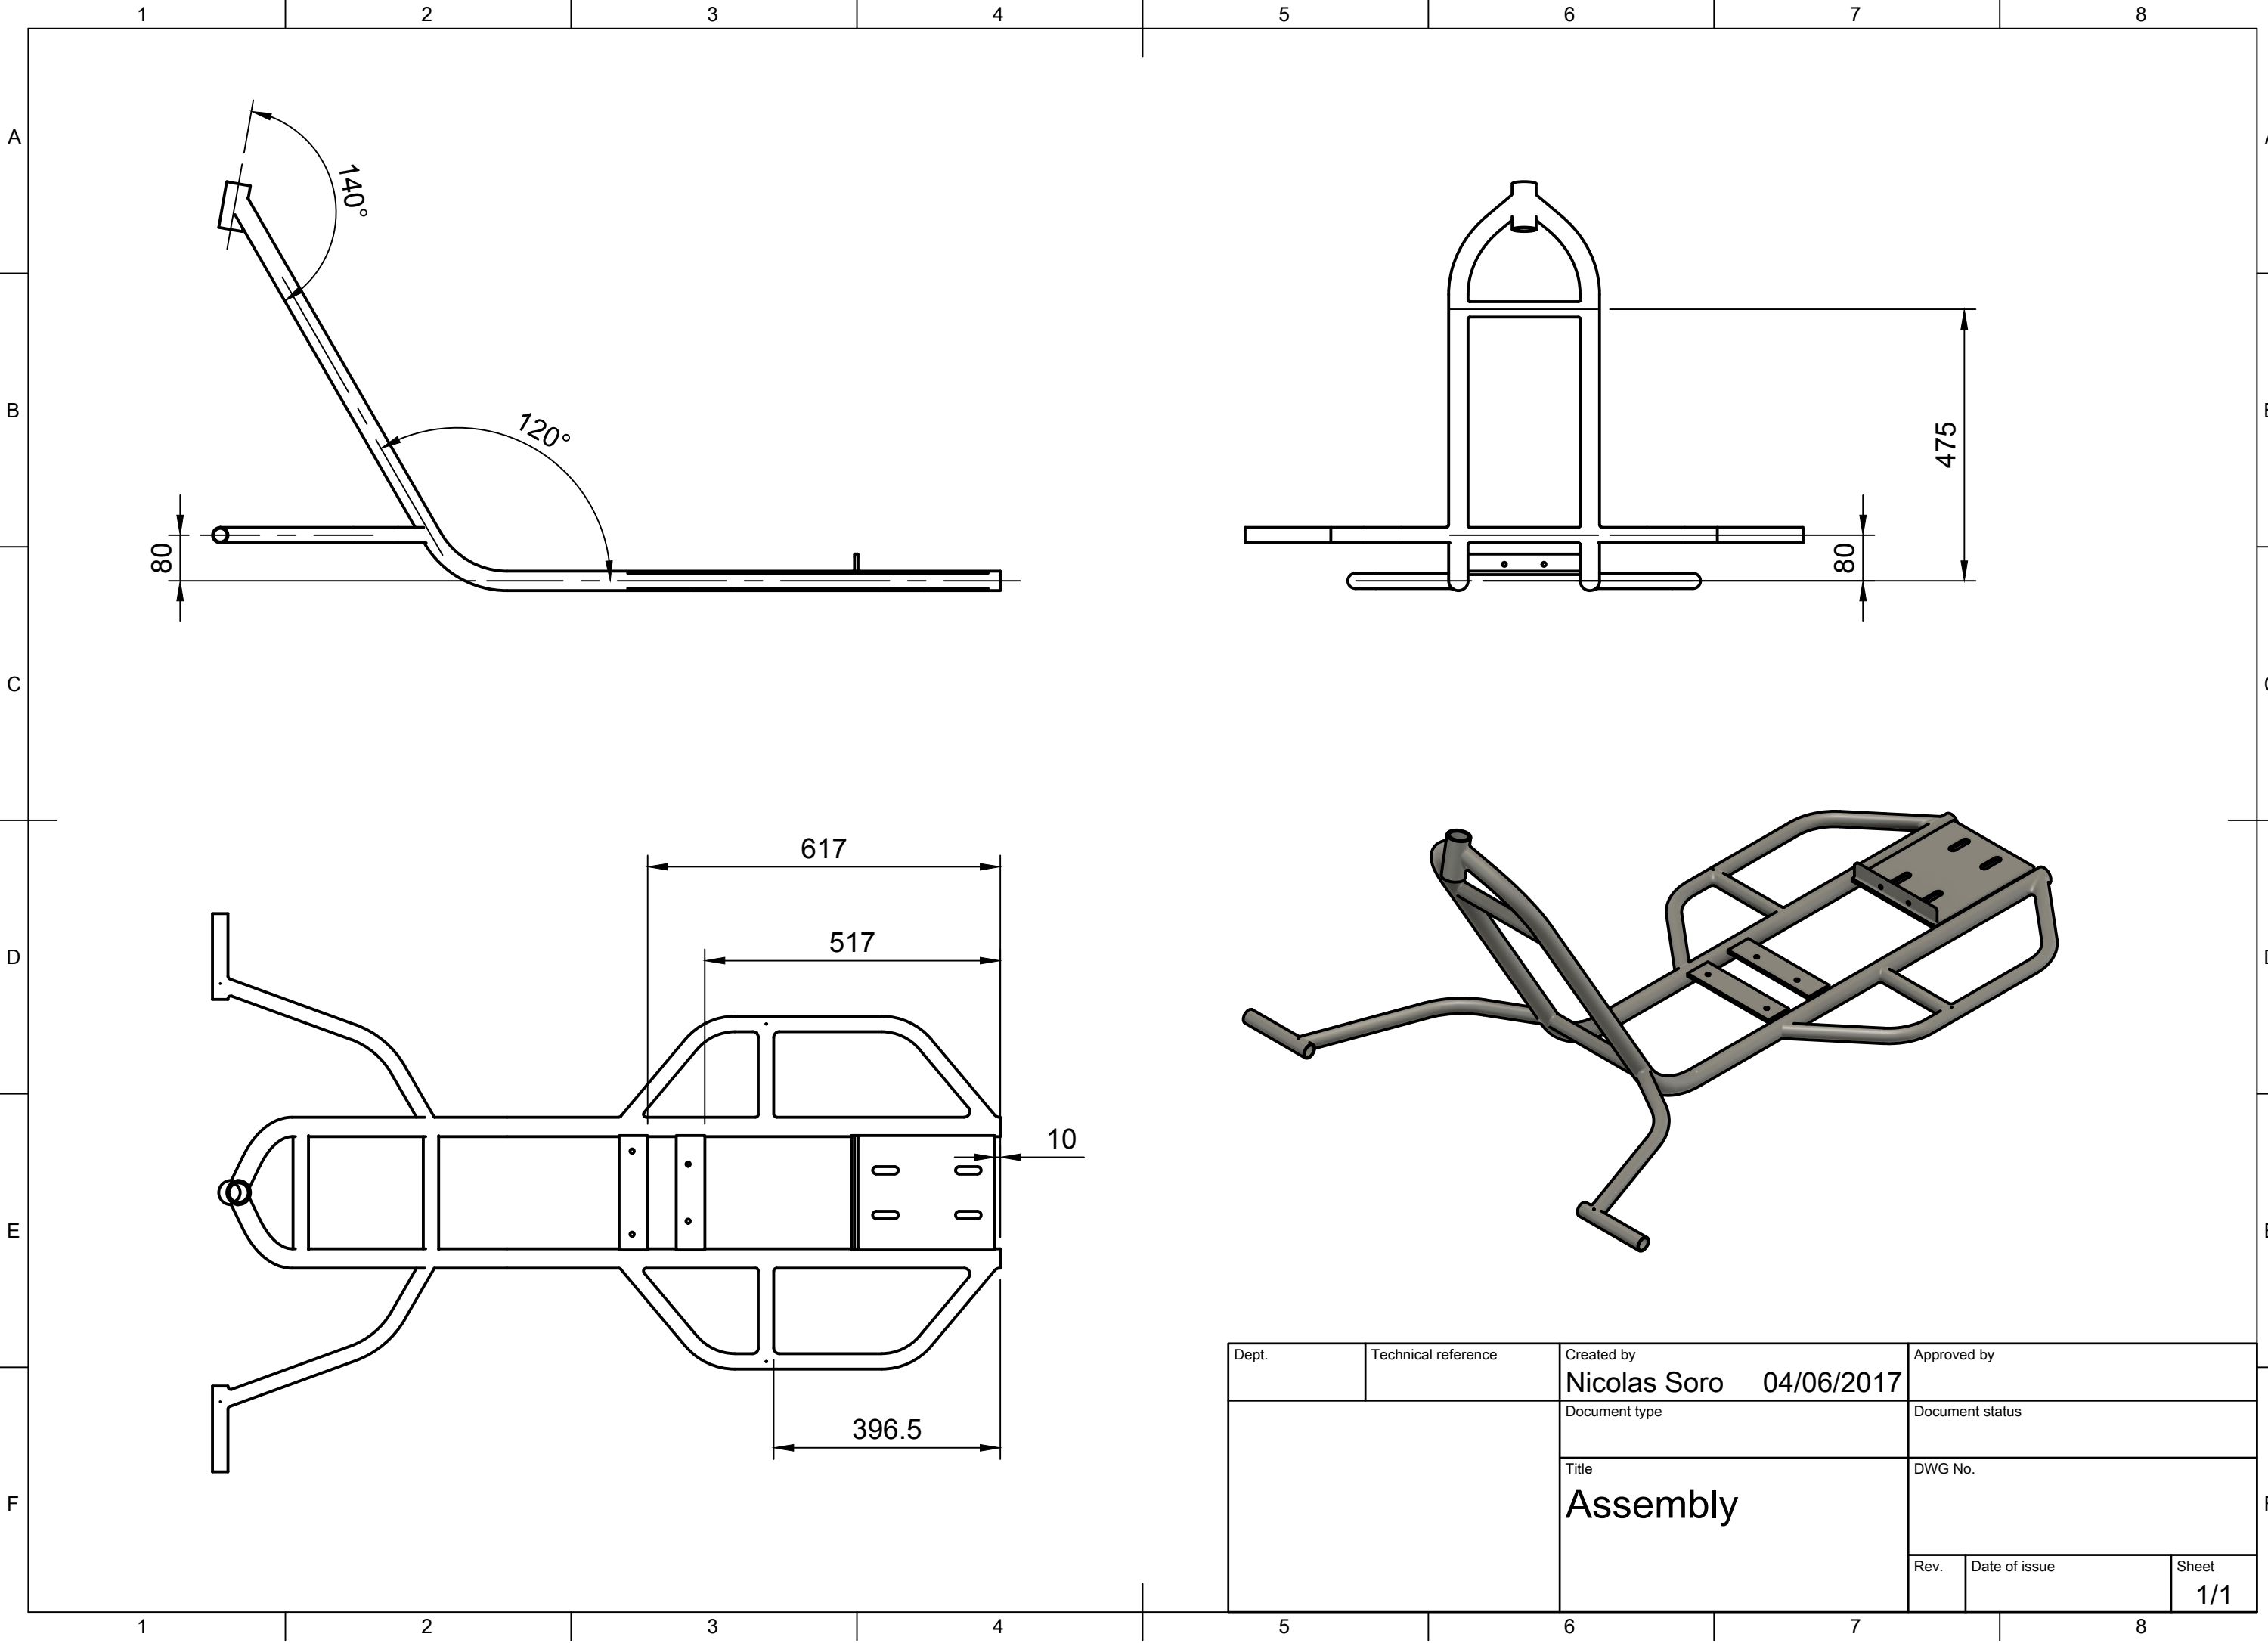 1 2 3 4 5 6 7 8
A
140°
B
120°
475
80
80
C
617
D
517
10
E
396.5
F
Dept. Technical reference Created by Approved by
Nicolas Soro 04/06/2017
Document type Document status
Title DWG No.
Assembly
Rev. Date of issue Sheet
1/1
1 2 3 4 5 6 7 8